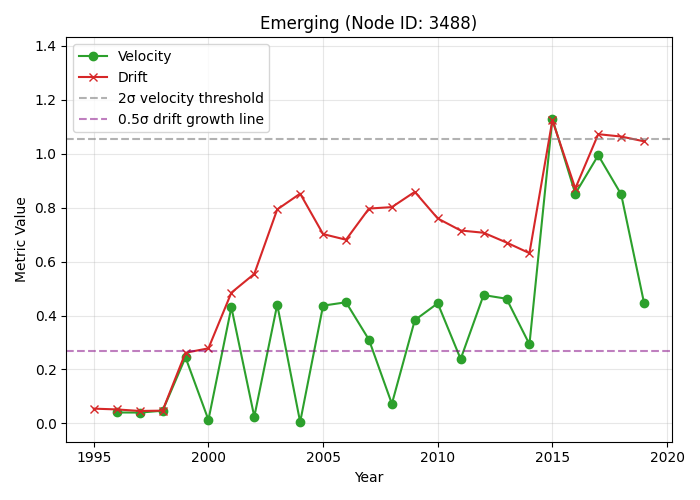 Emerging (Node ID: 3488)
Velocity
Drift
2σ velocity threshold
0.5σ drift growth line
Metric Value
1.4
1.2
1.0
0.8
0.6
0.4
0.2
0.0
1995 2000 2005 2010 2015 2020
Year